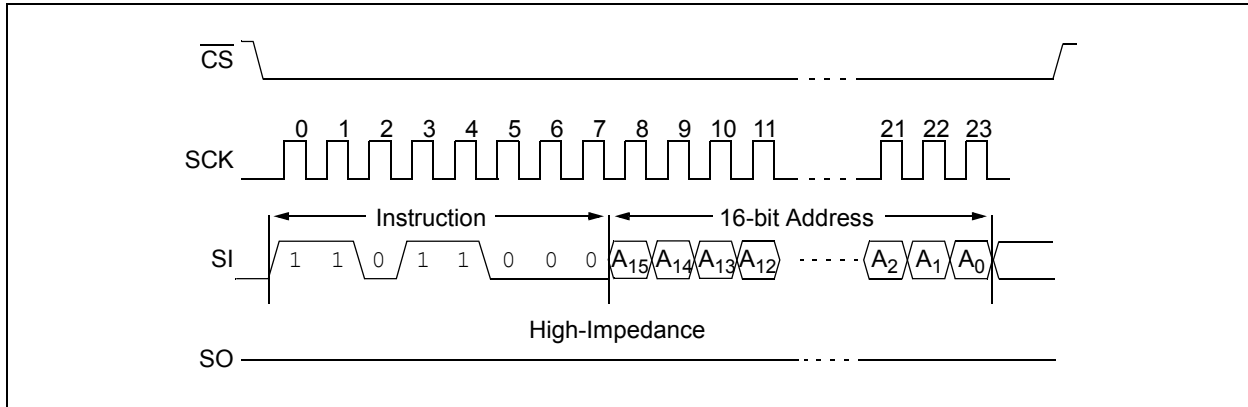 CS
0 1 2 3 4 5 6 7 8 9 10 11 21 22 23
SCK
Instruction 16-bit Address
SI 1 1 0 1 1 0 0 0 A15 A14 A13 A12 A2 A1 A0
High-Impedance
SO